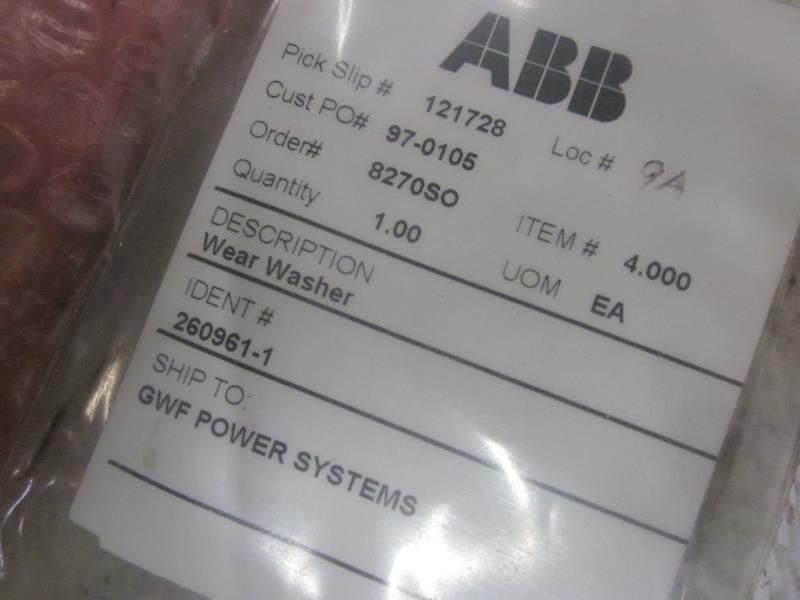 ABB
Pick Slip # 121728 Loc # 9A
Cust PO# 97-0105
Order# 8270SO ITEM # 4.000
Quantity 1.00 UOM EA
DESCRIPTION
Wear Washer
IDENT #
260961-1
SHIP TO:
GWF POWER SYSTEMS